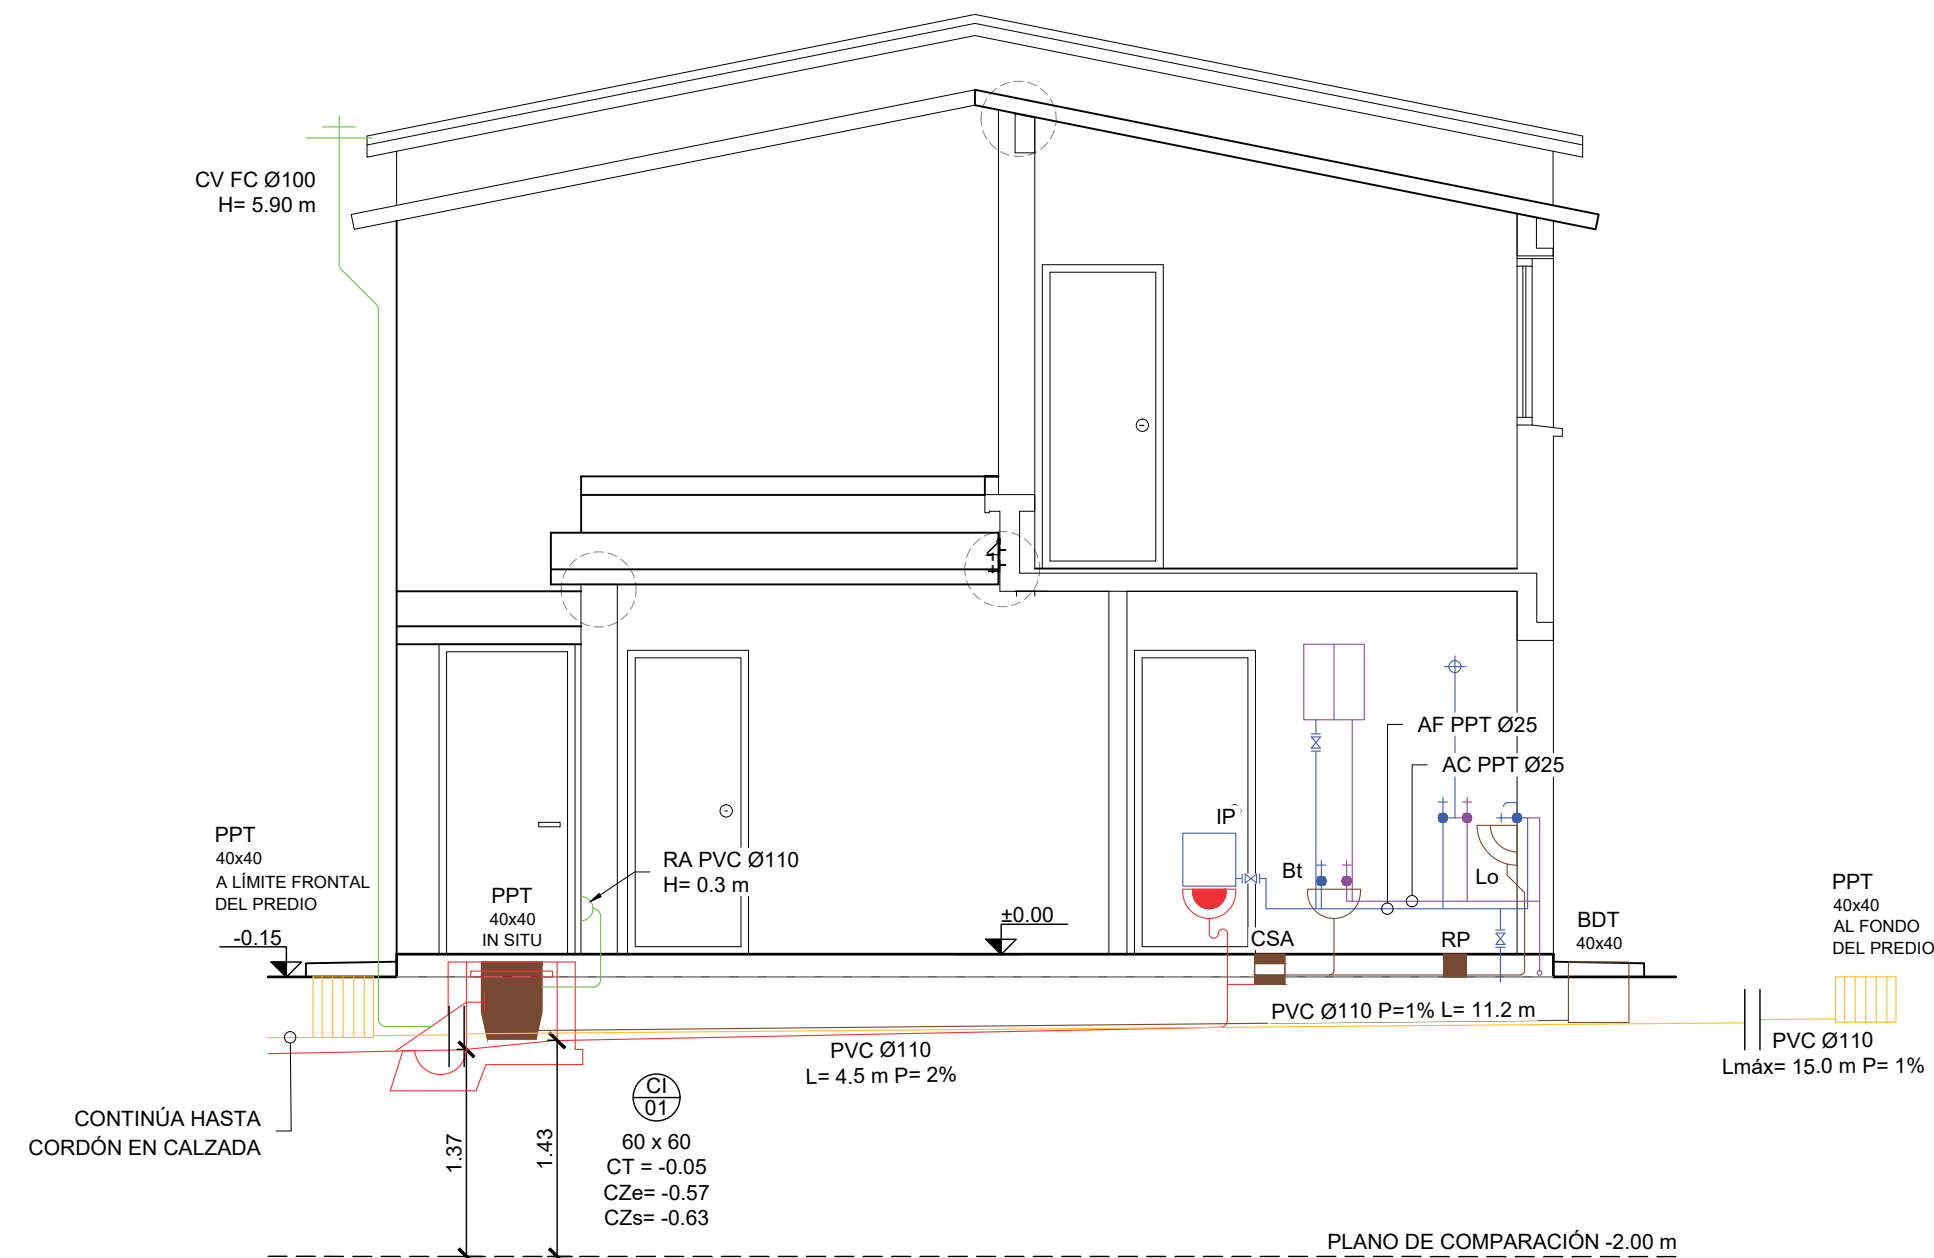 CV FC Ø100
H= 5.90 m
AF PPT Ø25
AC PPT Ø25
IP
Bt
Lo
PPT
40x40
A LÍMITE FRONTAL
DEL PREDIO
-0.15
PPT
40x40
IN SITU
RA PVC Ø110
H= 0.3 m
±0.00
CSA
RP
BDT
40x40
PPT
40x40
AL FONDO
DEL PREDIO
PVC Ø110 P=1% L= 11.2 m
PVC Ø110
L= 4.5 m P= 2%
PVC Ø110
Lmáx= 15.0 m P= 1%
CONTINÚA HASTA
CORDÓN EN CALZADA
1.37
1.43
CI
01
60 x 60
CT = -0.05
CZe= -0.57
CZs= -0.63
PLANO DE COMPARACIÓN -2.00 m